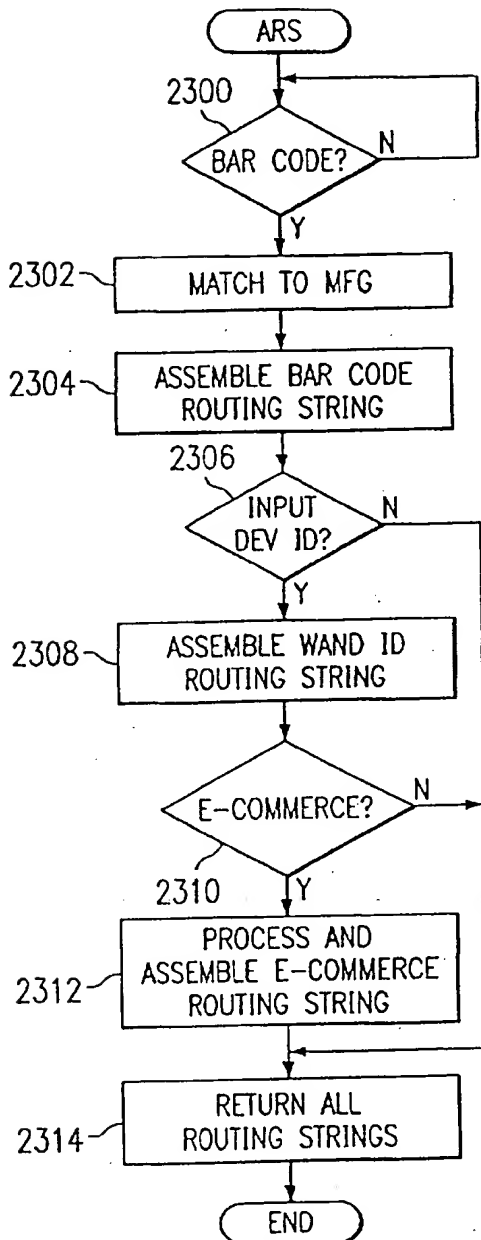 ARS
2300
BAR CODE?
N
Y
2302
MATCH TO MFG
2304
ASSEMBLE BAR CODE
ROUTING STRING
2306
INPUT
DEV ID?
N
Y
2308
ASSEMBLE WAND ID
ROUTING STRING
E-COMMERCE?
N
2310
Y
2312
PROCESS AND
ASSEMBLE E-COMMERCE
ROUTING STRING
2314
RETURN ALL
ROUTING STRINGS
END